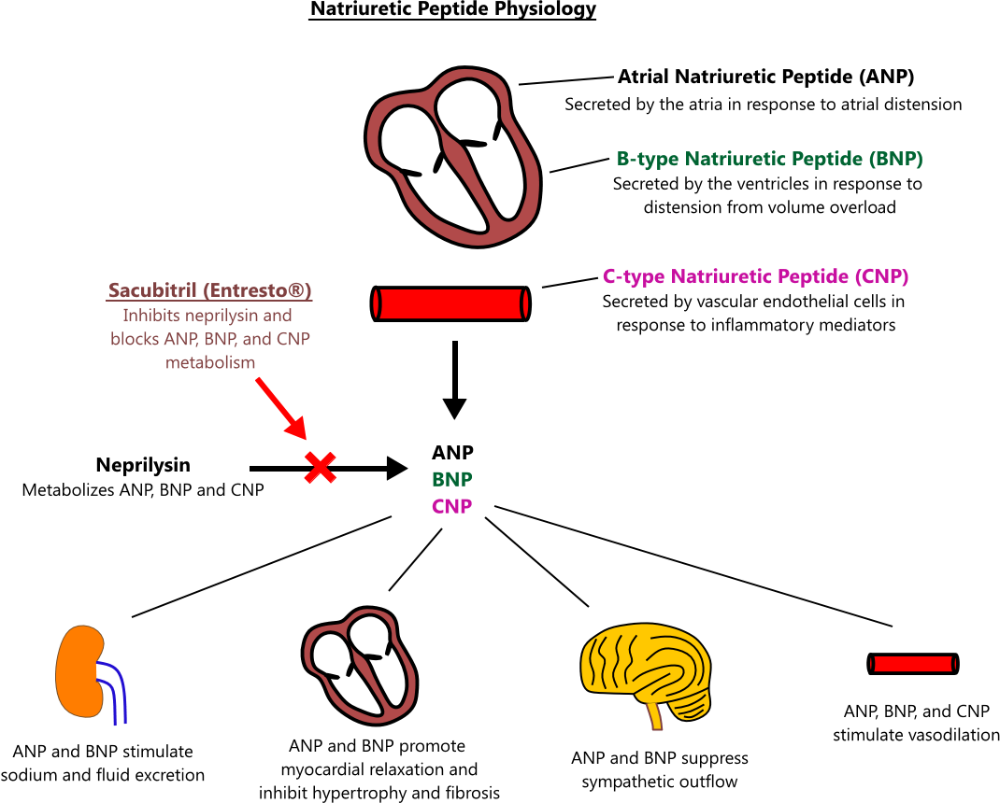 Natriuretic Peptide Physiology
Atrial Natriuretic Peptide (ANP)
Secreted by the atria in response to atrial distension
B-type Natriuretic Peptide (BNP)
Secreted by the ventricles in response to
distension from volume overload
C-type Natriuretic Peptide (CNP)
Secreted by vascular endothelial cells in
response to inflammatory mediators
Sacubitril (Entresto®)
Inhibits neprilysin and
blocks ANP, BNP, and CNP
metabolism
Neprilysin
Metabolizes ANP, BNP and CNP
ANP
BNP
CNP
ANP and BNP stimulate
sodium and fluid excretion
ANP and BNP promote
myocardial relaxation and
inhibit hypertrophy and fibrosis
ANP and BNP suppress
sympathetic outflow
ANP, BNP, and CNP
stimulate vasodilation